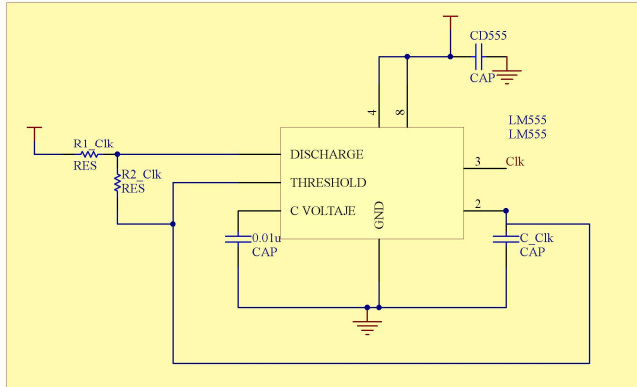 CD555
CAP
4
8
LM555
LM555
R1_Clk
RES
DISCHARGE
3
Clk
R2_Clk
RES
THRESHOLD
C VOLTAJE
GND
2
0.01u
CAP
C_Clk
CAP